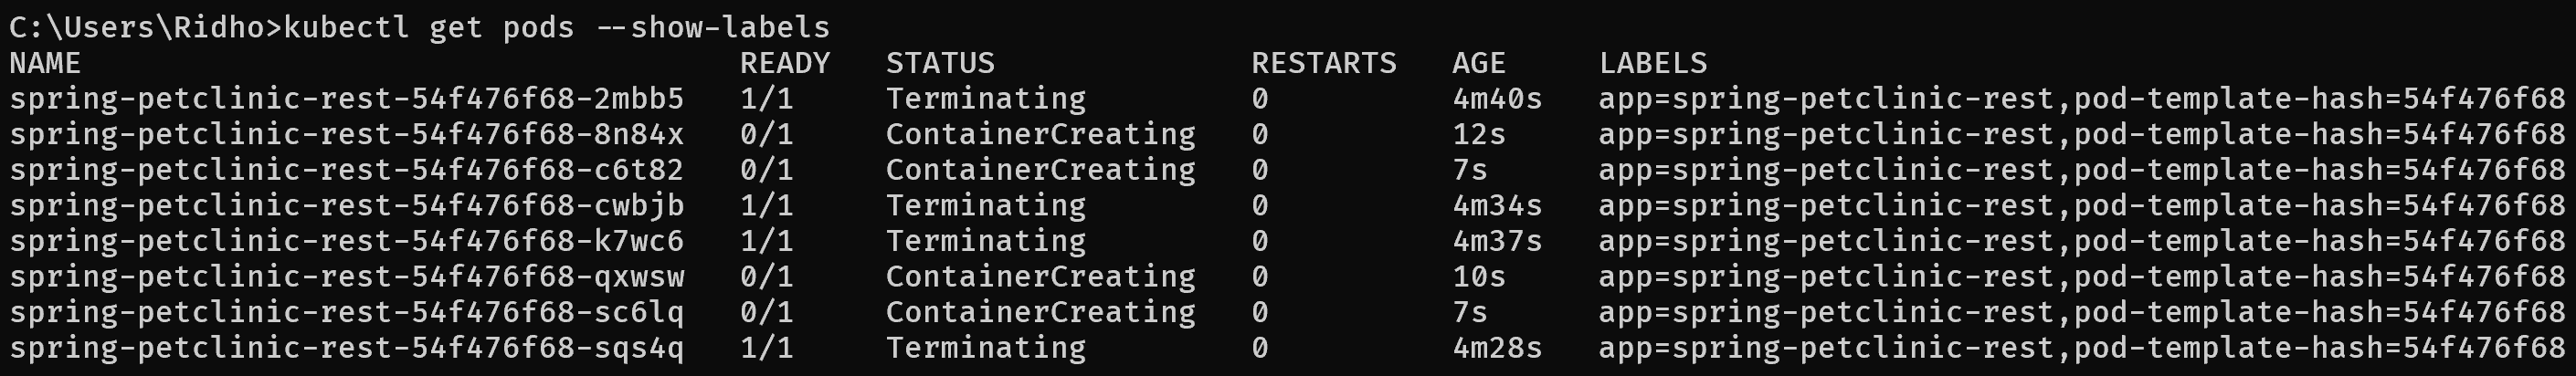 C:\Users\Ridho>kubectl get pods --show-labels
NAME READY STATUS RESTARTS AGE LABELS
spring-petclinic-rest-54f476f68-2mbb5 1/1 Terminating 0 4m40s app=spring-petclinic-rest,pod-template-hash=54f476f68
spring-petclinic-rest-54f476f68-8n84x 0/1 ContainerCreating 0 12s app=spring-petclinic-rest,pod-template-hash=54f476f68
spring-petclinic-rest-54f476f68-c6t82 0/1 ContainerCreating 0 7s app=spring-petclinic-rest,pod-template-hash=54f476f68
spring-petclinic-rest-54f476f68-cwbjb 1/1 Terminating 0 4m34s app=spring-petclinic-rest,pod-template-hash=54f476f68
spring-petclinic-rest-54f476f68-k7wc6 1/1 Terminating 0 4m37s app=spring-petclinic-rest,pod-template-hash=54f476f68
spring-petclinic-rest-54f476f68-qxwsw 0/1 ContainerCreating 0 10s app=spring-petclinic-rest,pod-template-hash=54f476f68
spring-petclinic-rest-54f476f68-sc6lq 0/1 ContainerCreating 0 7s app=spring-petclinic-rest,pod-template-hash=54f476f68
spring-petclinic-rest-54f476f68-sqs4q 1/1 Terminating 0 4m28s app=spring-petclinic-rest,pod-template-hash=54f476f68